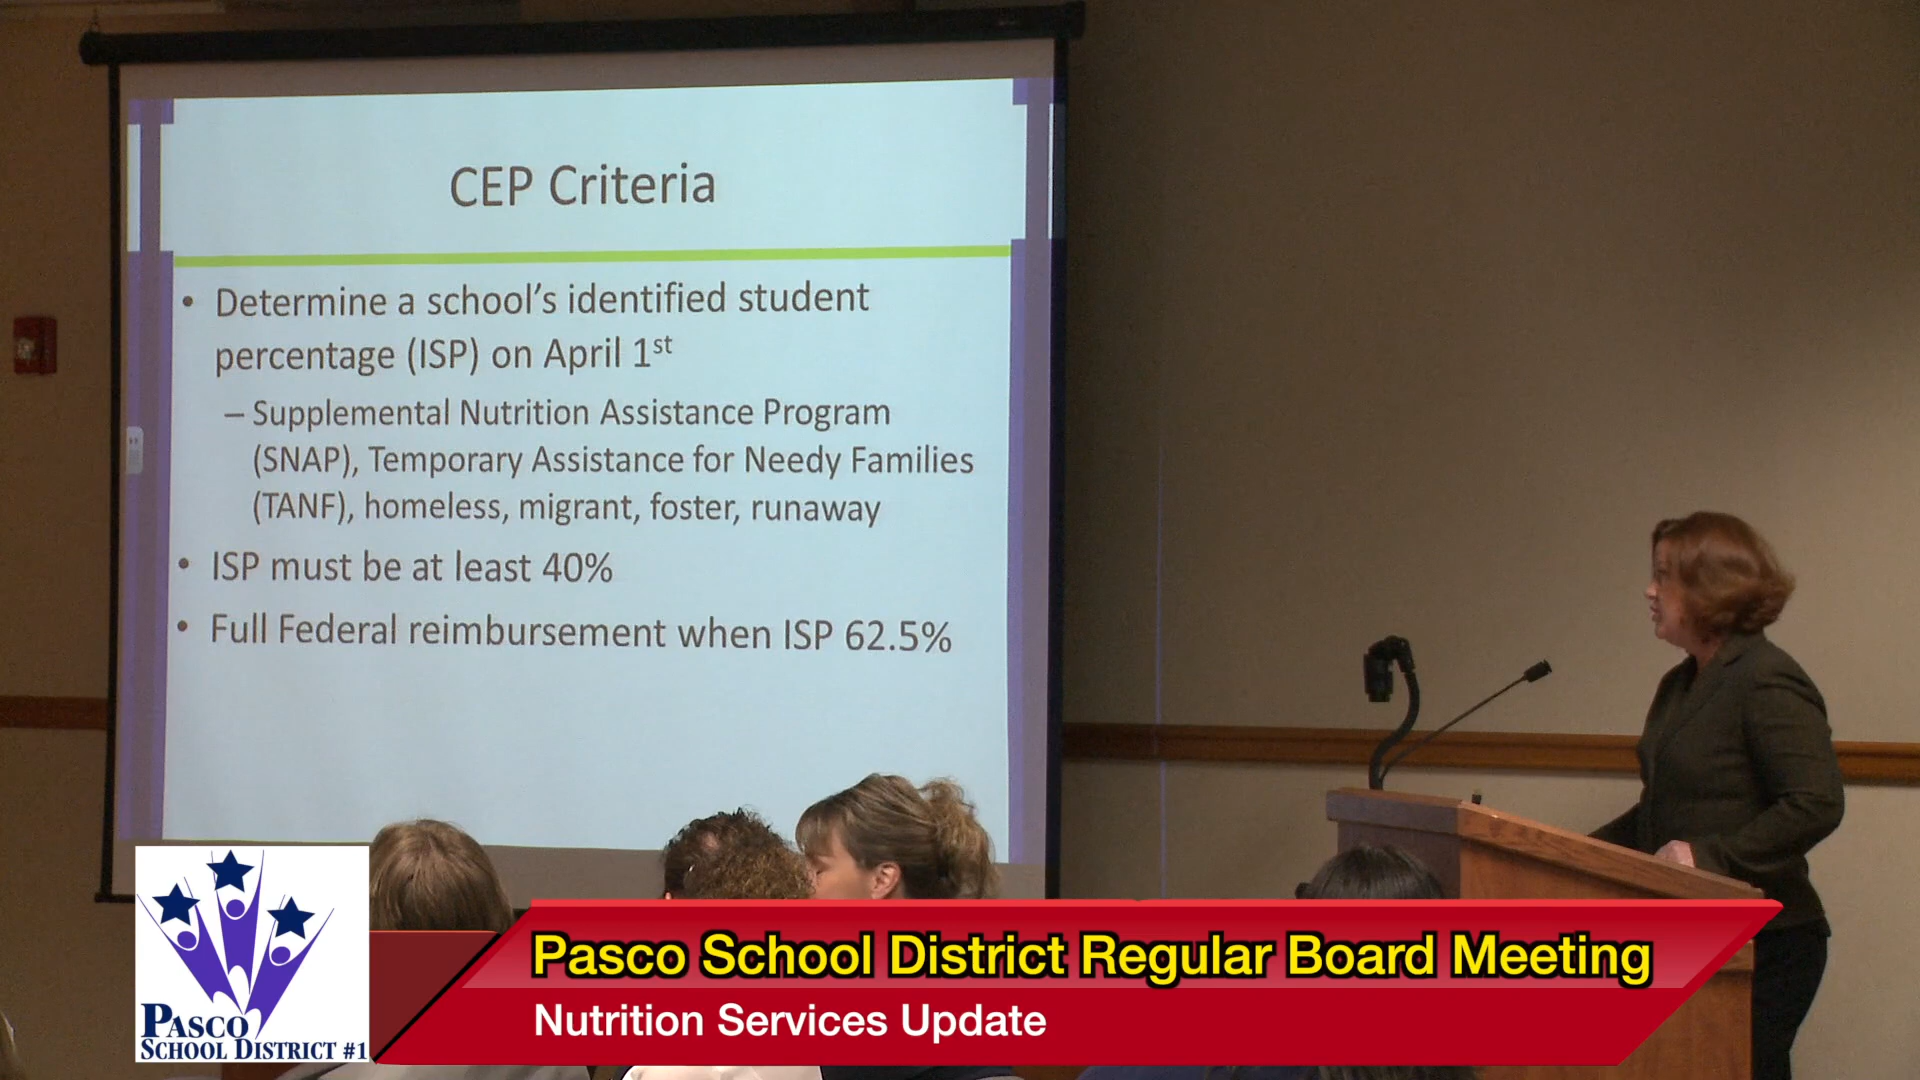 CEP Criteria
• Determine a school's identified student
percentage (ISP) on April 1st
– Supplemental Nutrition Assistance Program
(SNAP), Temporary Assistance for Needy Families
(TANF), homeless, migrant, foster, runaway
• ISP must be at least 40%
• Full Federal reimbursement when ISP 62.5%
PASCO
SCHOOL DISTRICT #1
Pasco School District Regular Board Meeting
Nutrition Services Update